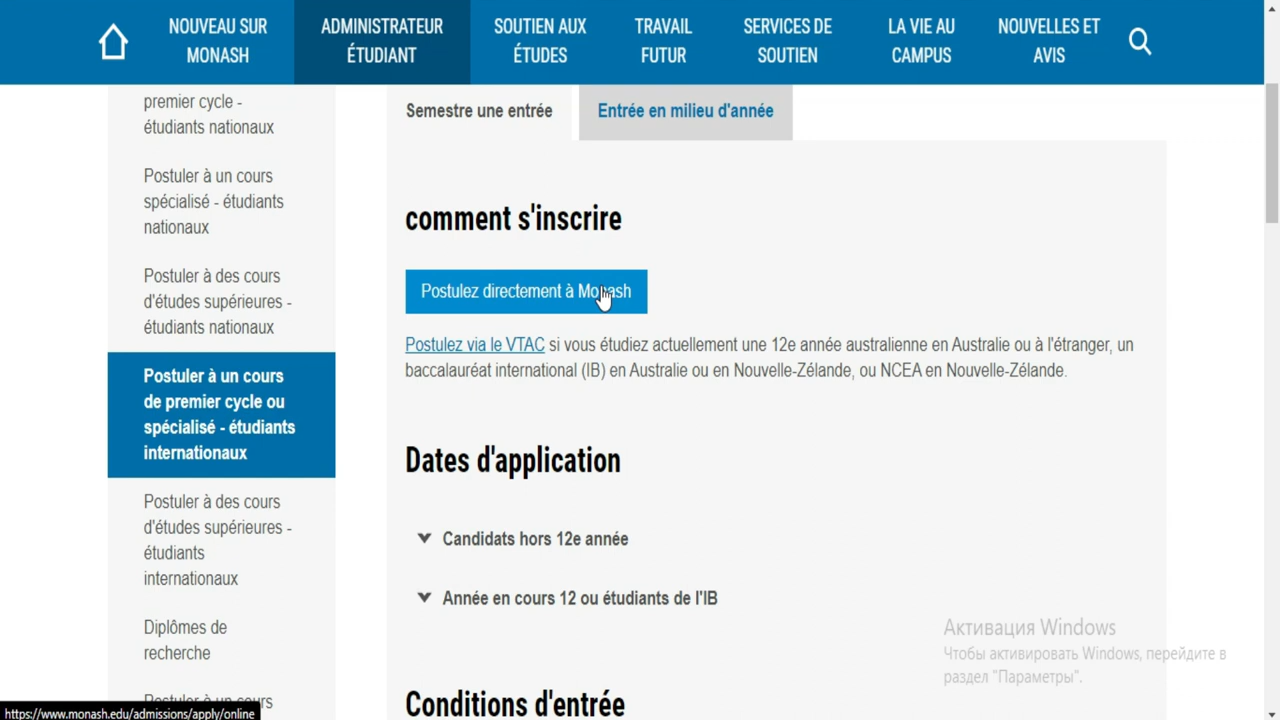 NOUVEAU SUR
MONASH
ADMINISTRATEUR
ÉTUDIANT
SOUTIEN AUX
ÉTUDES
TRAVAIL
FUTUR
SERVICES DE
SOUTIEN
LA VIE AU
CAMPUS
NOUVELLES ET
AVIS
premier cycle -
étudiants nationaux
Postuler à un cours
spécialisé - étudiants
nationaux
Postuler à des cours
d'études supérieures -
étudiants nationaux
Postuler à un cours
de premier cycle ou
spécialisé - étudiants
internationaux
Postuler à des cours
d'études supérieures -
étudiants
internationaux
Diplômes de
recherche
Postuler à un cours
Semestre une entrée
Entrée en milieu d'année
comment s'inscrire
Postulez directement à Monash
Postulez via le VTAC si vous étudiez actuellement une 12e année australienne en Australie ou à l'étranger, un
baccalauréat international (IB) en Australie ou en Nouvelle-Zélande, ou NCEA en Nouvelle-Zélande.
Dates d'application
Candidats hors 12e année
Année en cours 12 ou étudiants de l'IB
Conditions d'entrée
Активация Windows
Чтобы активировать Windows, перейдите в
раздел "Параметры".
https://www.monash.edu/admissions/apply/online